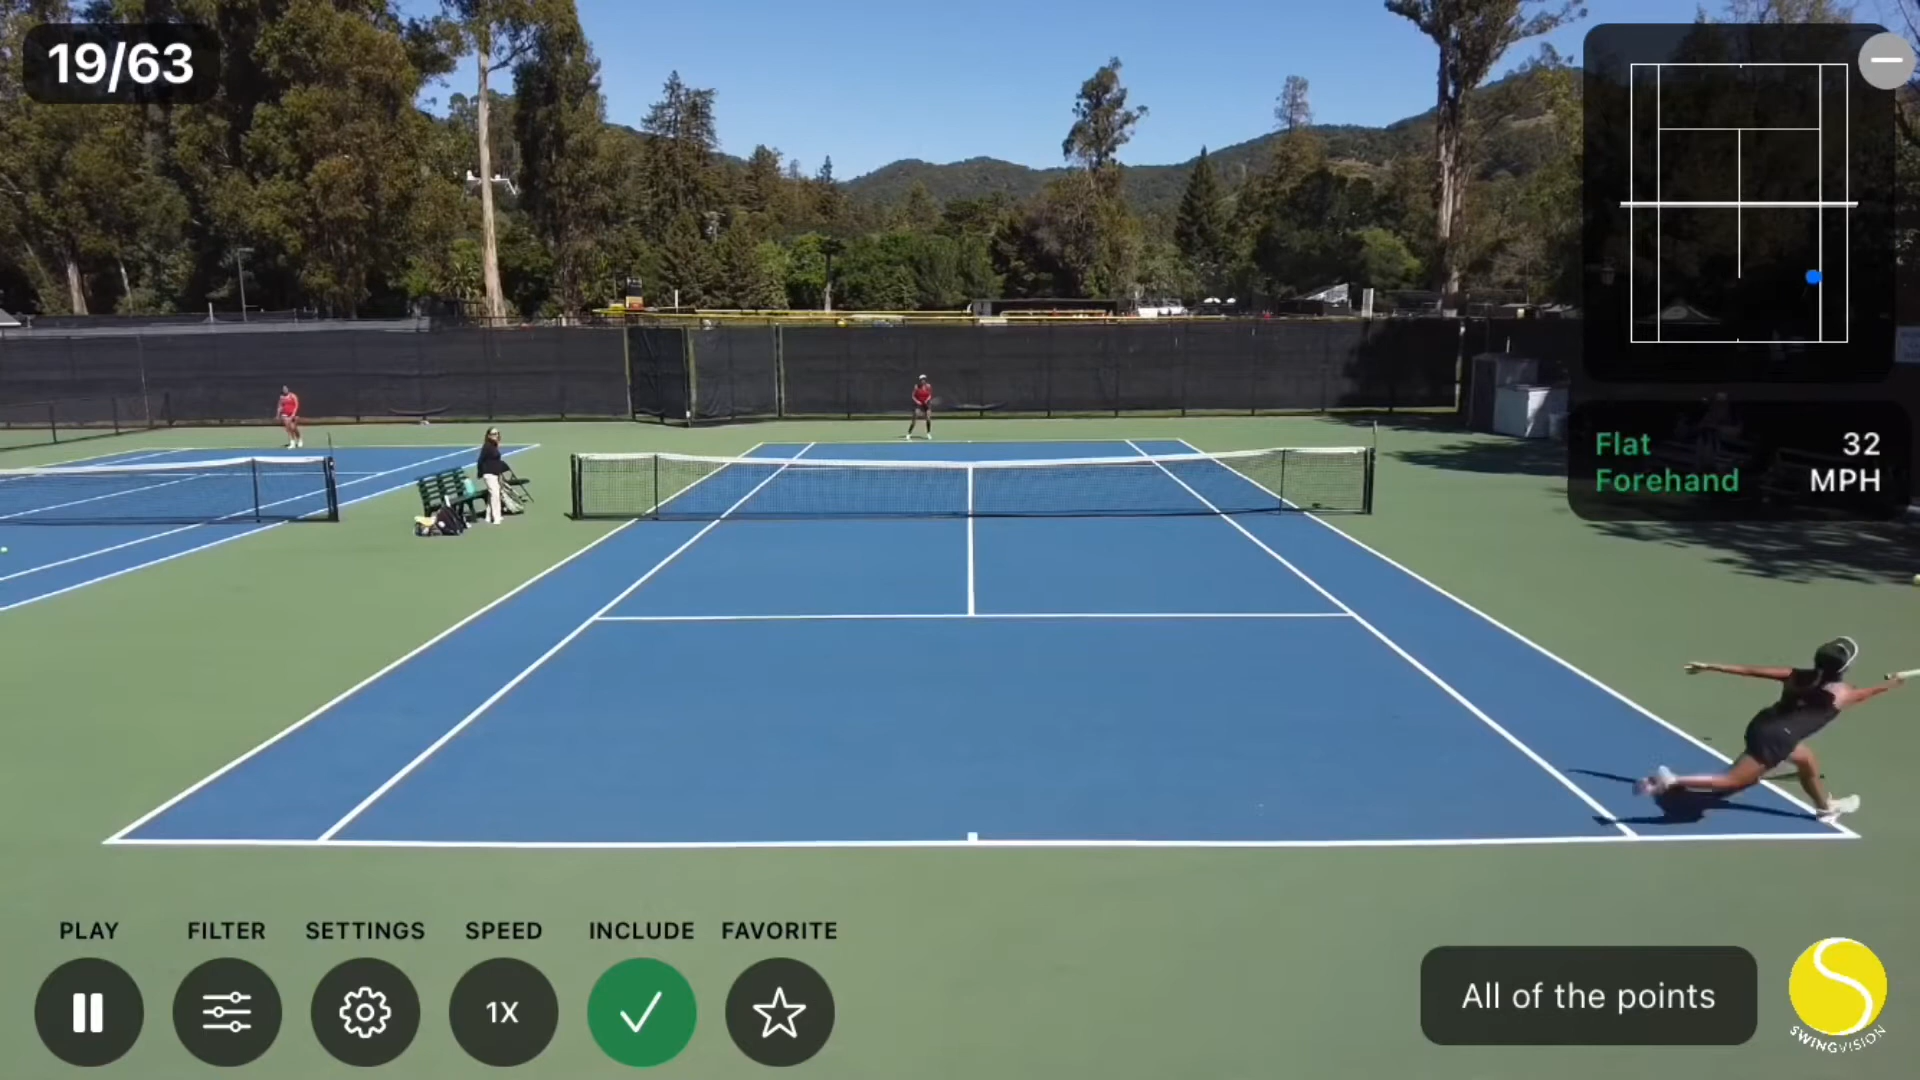 19/63
Flat 32
Forehand MPH
PLAY FILTER SETTINGS SPEED INCLUDE FAVORITE
1X
All of the points
SWINGVISION